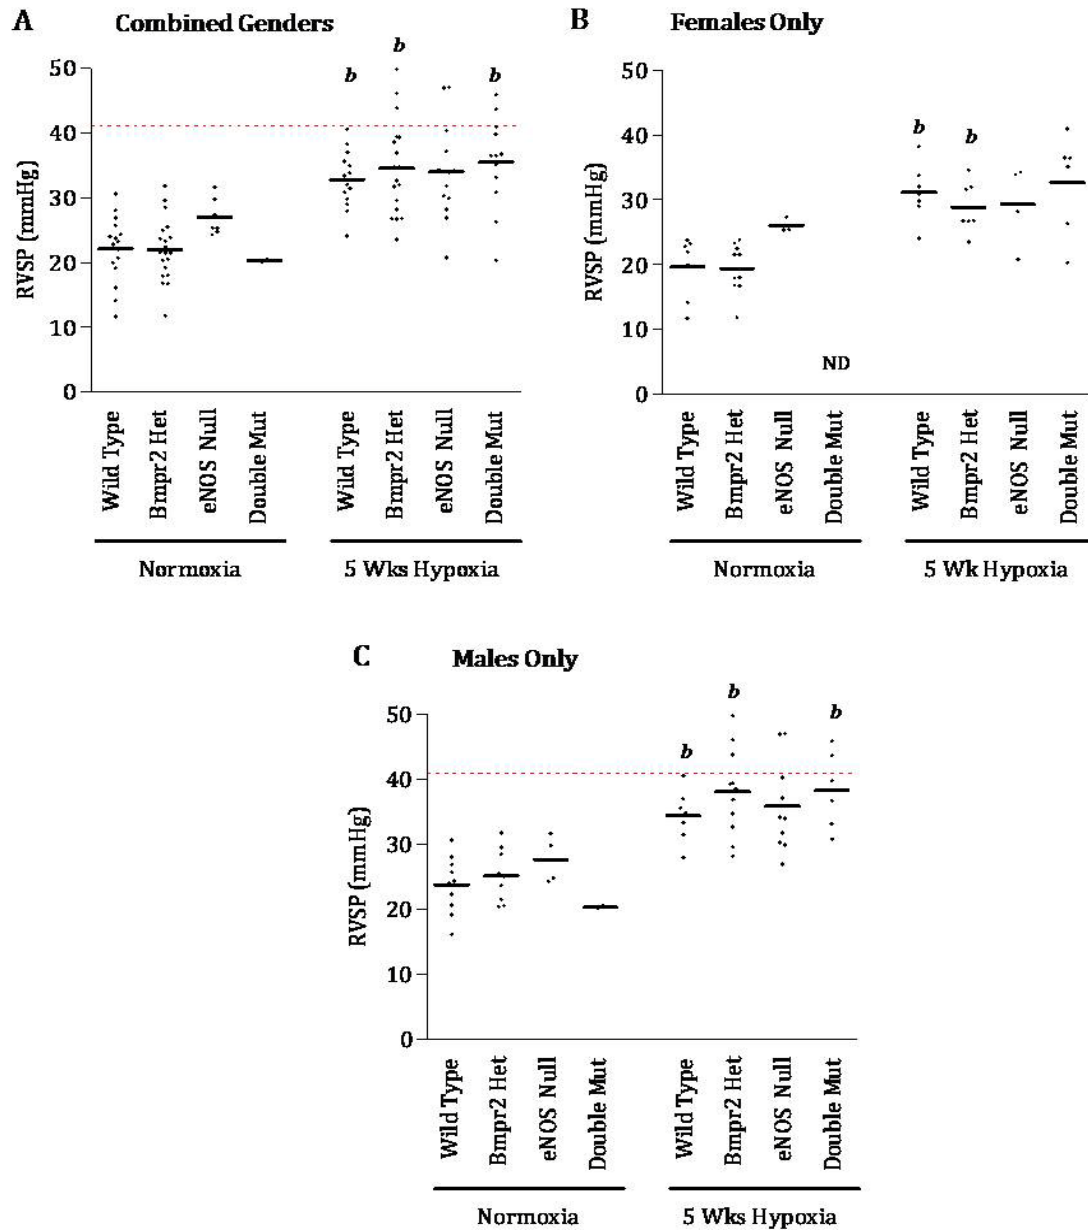 A Combined Genders
b b b
50
40
30
20
10
0
RVSP (mmHg)
Wild Type
Bmpr2 Het
eNOS Null
Double Mut
Wild Type
Bmpr2 Het
eNOS Null
Double Mut
Normoxia
5 Wks Hypoxia
B Females Only
b b
50
40
30
20
10
0
RVSP (mmHg)
ND
Wild Type
Bmpr2 Het
eNOS Null
Double Mut
Wild Type
Bmpr2 Het
eNOS Null
Double Mut
Normoxia
5 Wk Hypoxia
C Males Only
b b b
50
40
30
20
10
0
RVSP (mmHg)
Wild Type
Bmpr2 Het
eNOS Null
Double Mut
Wild Type
Bmpr2 Het
eNOS Null
Double Mut
Normoxia
5 Wks Hypoxia